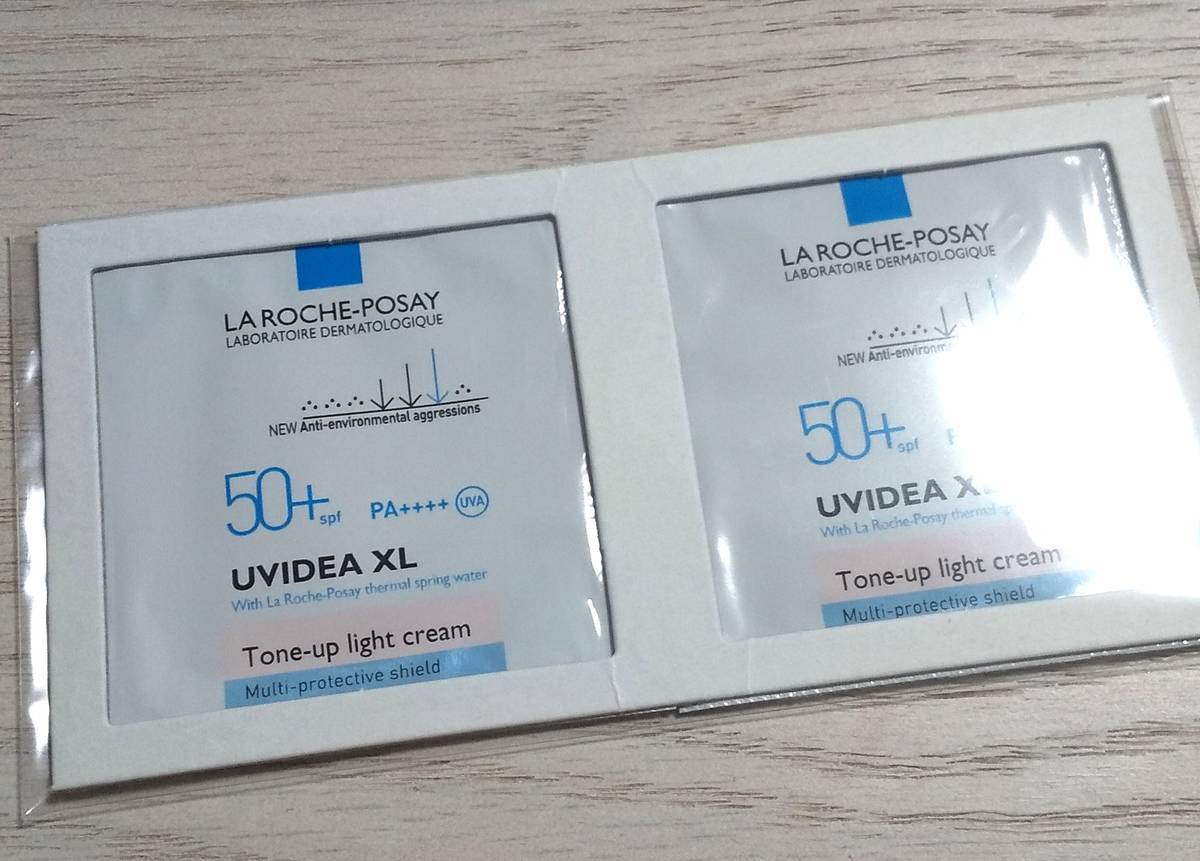 LA ROCHE-POSAY
LABORATOIRE DERMATOLOGIQUE
NEW Anti-environmental aggressions
50+ spf PA++++ UVA
UVIDEA XL
With La Roche-Posay thermal spring water
Tone-up light cream
Multi-protective shield
LA ROCHE-POSAY
LABORATOIRE DERMATOLOGIQUE
NEW
50+ spf
UVIDEA
With La Roche-Posay thermal
Tone-up light cream
Multi-protective shield